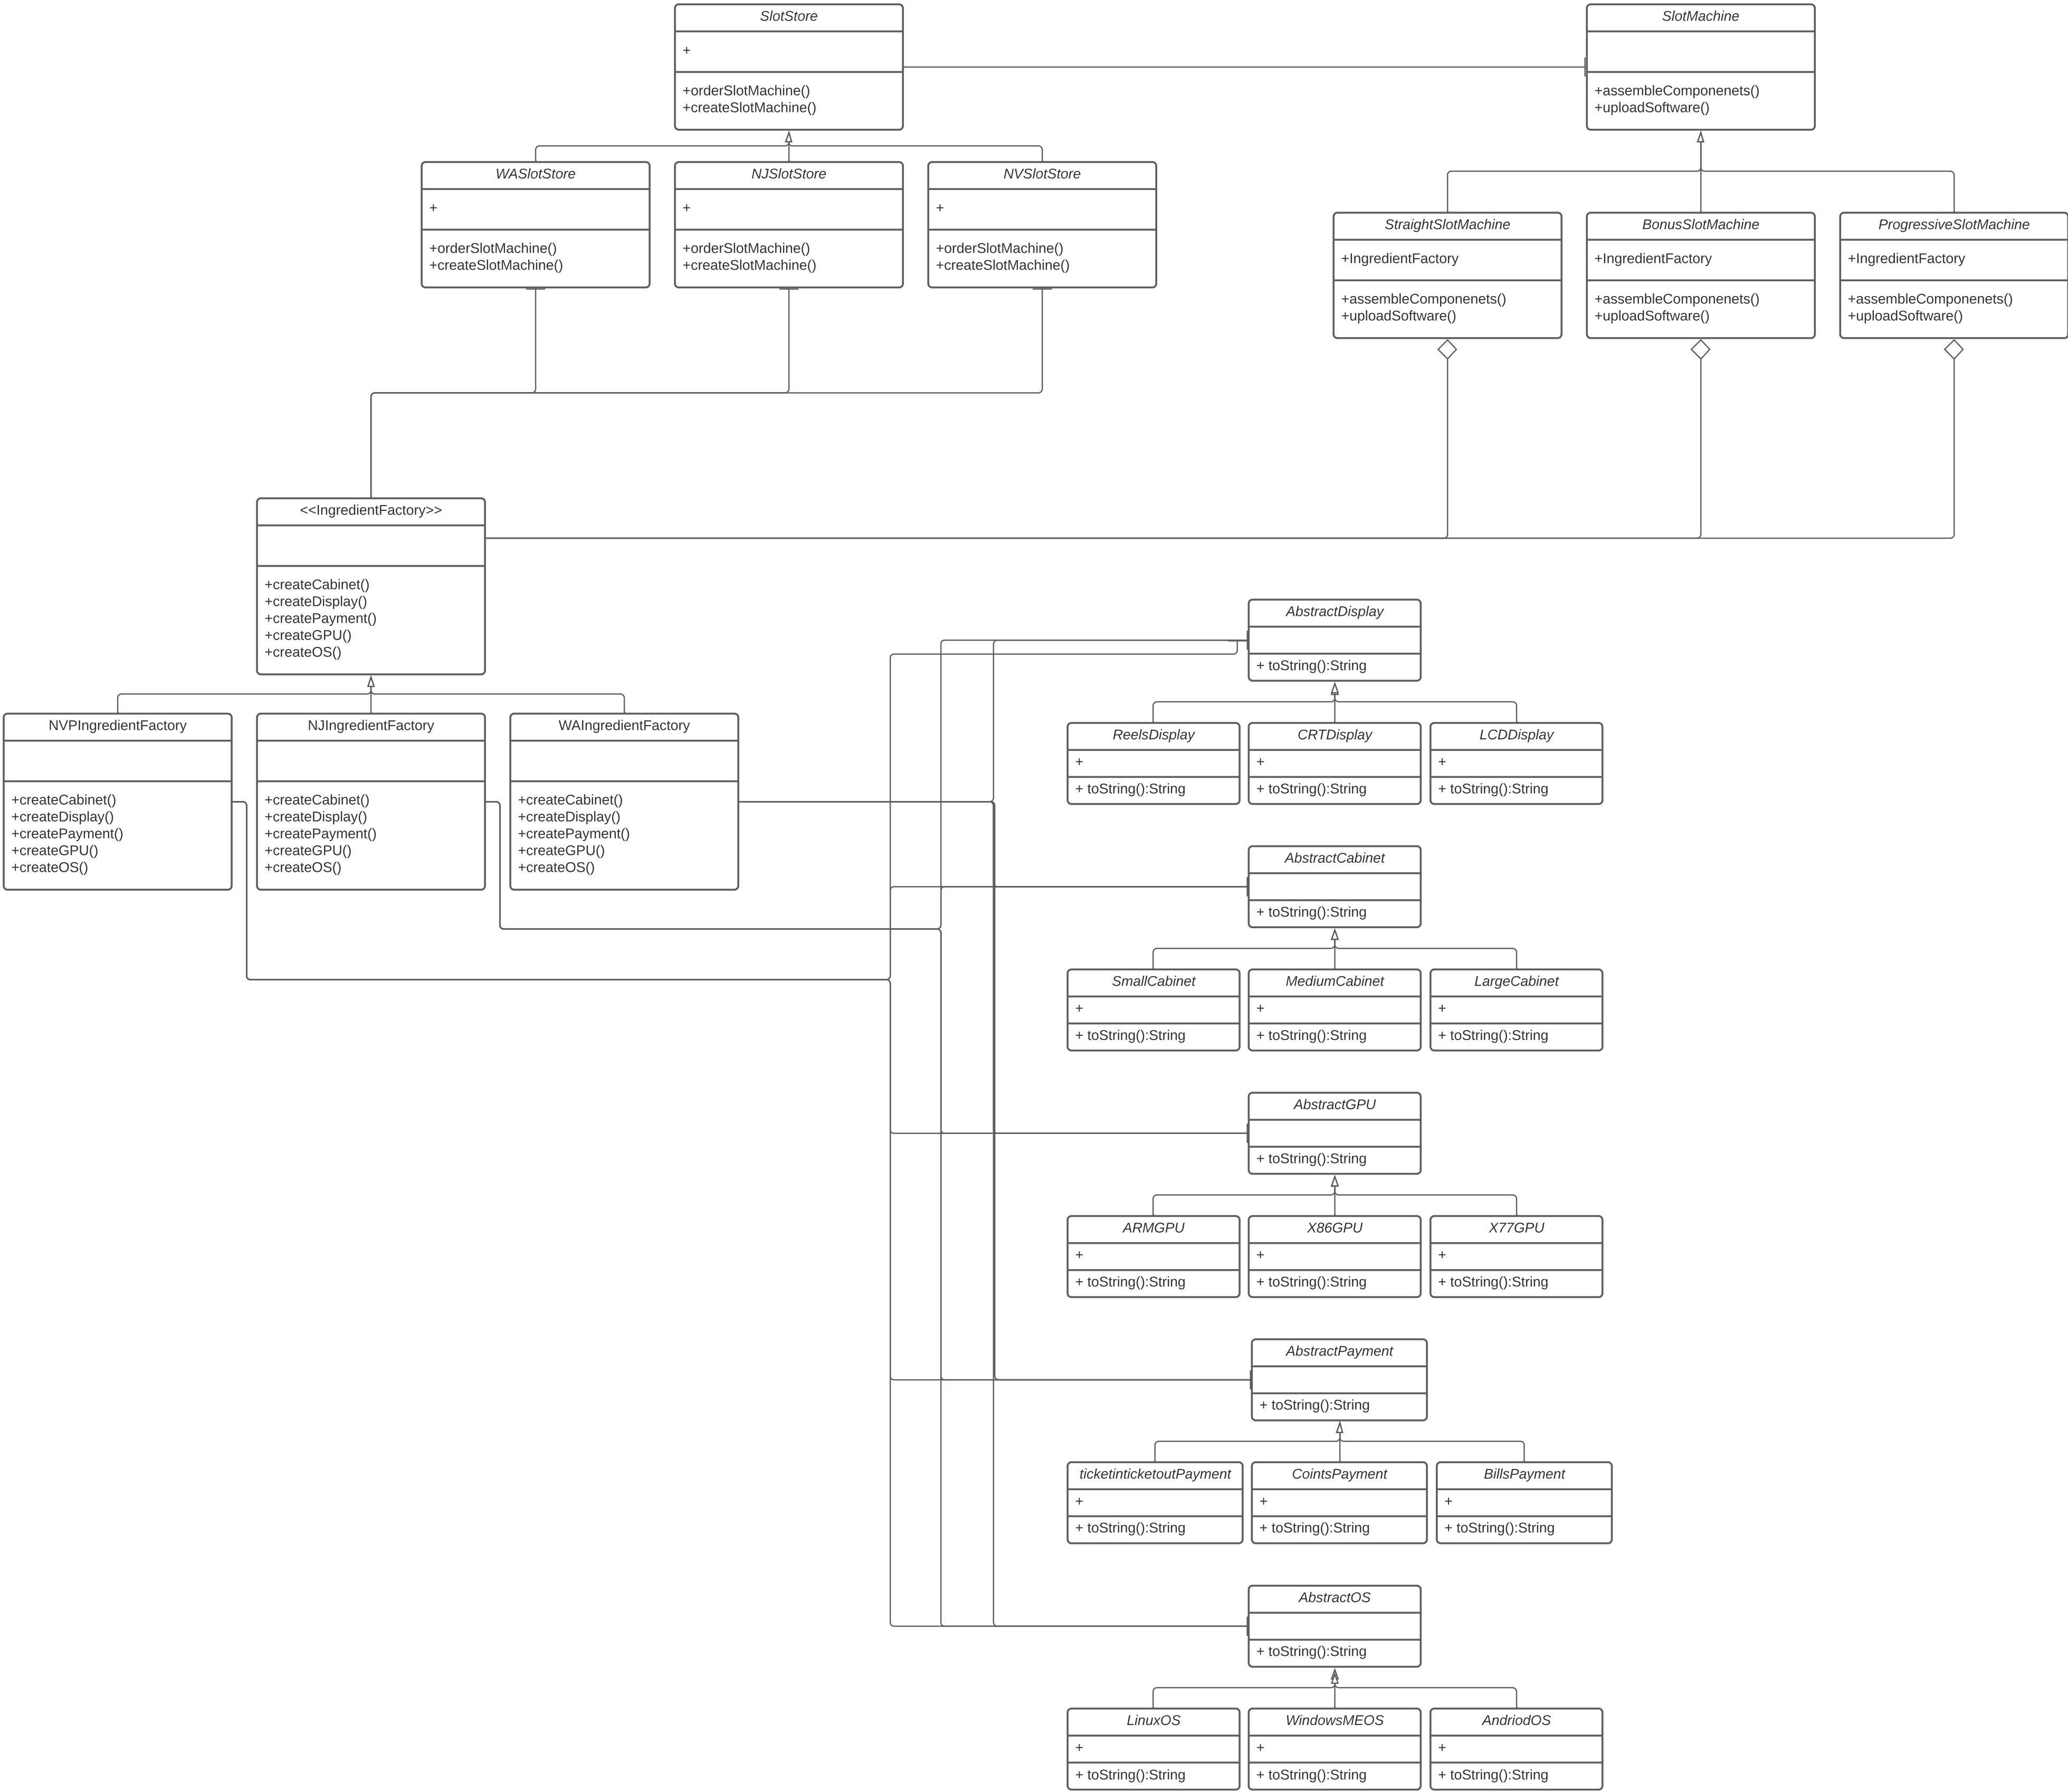 SlotStore
+
+orderSlotMachine()
+createSlotMachine()
SlotMachine
+assembleComponenets()
+uploadSoftware()
WASlotStore
+
+orderSlotMachine()
+createSlotMachine()
NJSlotStore
+
+orderSlotMachine()
+createSlotMachine()
NVSlotStore
+
+orderSlotMachine()
+createSlotMachine()
StraightSlotMachine
+IngredientFactory
+assembleComponenets()
+uploadSoftware()
BonusSlotMachine
+IngredientFactory
+assembleComponenets()
+uploadSoftware()
ProgressiveSlotMachine
+IngredientFactory
+assembleComponenets()
+uploadSoftware()
<<IngredientFactory>>
+createCabinet()
+createDisplay()
+createPayment()
+createGPU()
+createOS()
NVPIngredientFactory
+createCabinet()
+createDisplay()
+createPayment()
+createGPU()
+createOS()
NJIngredientFactory
+createCabinet()
+createDisplay()
+createPayment()
+createGPU()
+createOS()
WAIngredientFactory
+createCabinet()
+createDisplay()
+createPayment()
+createGPU()
+createOS()
AbstractDisplay
+ toString():String
ReelsDisplay
+
+ toString():String
CRTDisplay
+
+ toString():String
LCDDisplay
+
+ toString():String
AbstractCabinet
+ toString():String
SmallCabinet
+
+ toString():String
MediumCabinet
+
+ toString():String
LargeCabinet
+
+ toString():String
AbstractGPU
+ toString():String
ARMGPU
+
+ toString():String
X86GPU
+
+ toString():String
X77GPU
+
+ toString():String
AbstractPayment
+ toString():String
ticketinticketoutPayment
+
+ toString():String
CointsPayment
+
+ toString():String
BillsPayment
+
+ toString():String
AbstractOS
+ toString():String
LinuxOS
+
+ toString():String
WindowsMEOS
+
+ toString():String
AndriodOS
+
+ toString():String